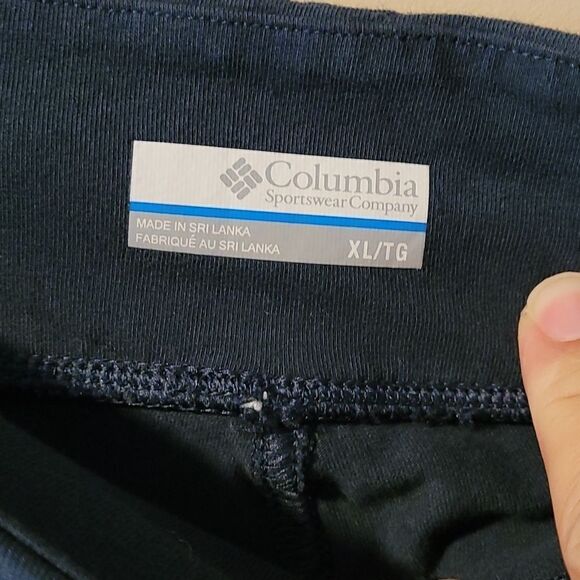 Columbia
Sportswear Company
MADE IN SRI LANKA
FABRIQUÉ AU SRI LANKA
XL/TG